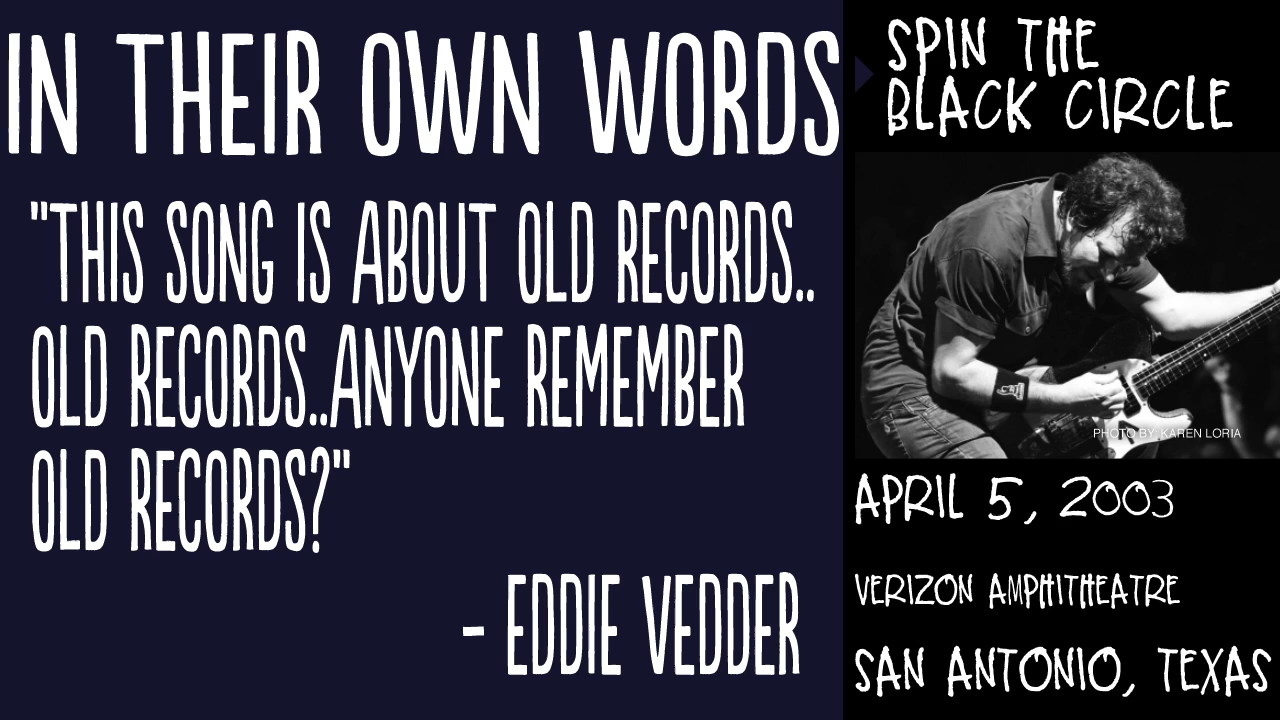 IN THEIR OWN WORDS
"THIS SONG IS ABOUT OLD RECORDS..
OLD RECORDS..ANYONE REMEMBER
OLD RECORDS?"
- EDDIE VEDDER
SPIN THE
BLACK CIRCLE
PHOTO BY: KAREN LORIA
APRIL 5, 2003
VERIZON AMPHITHEATRE
SAN ANTONIO, TEXAS